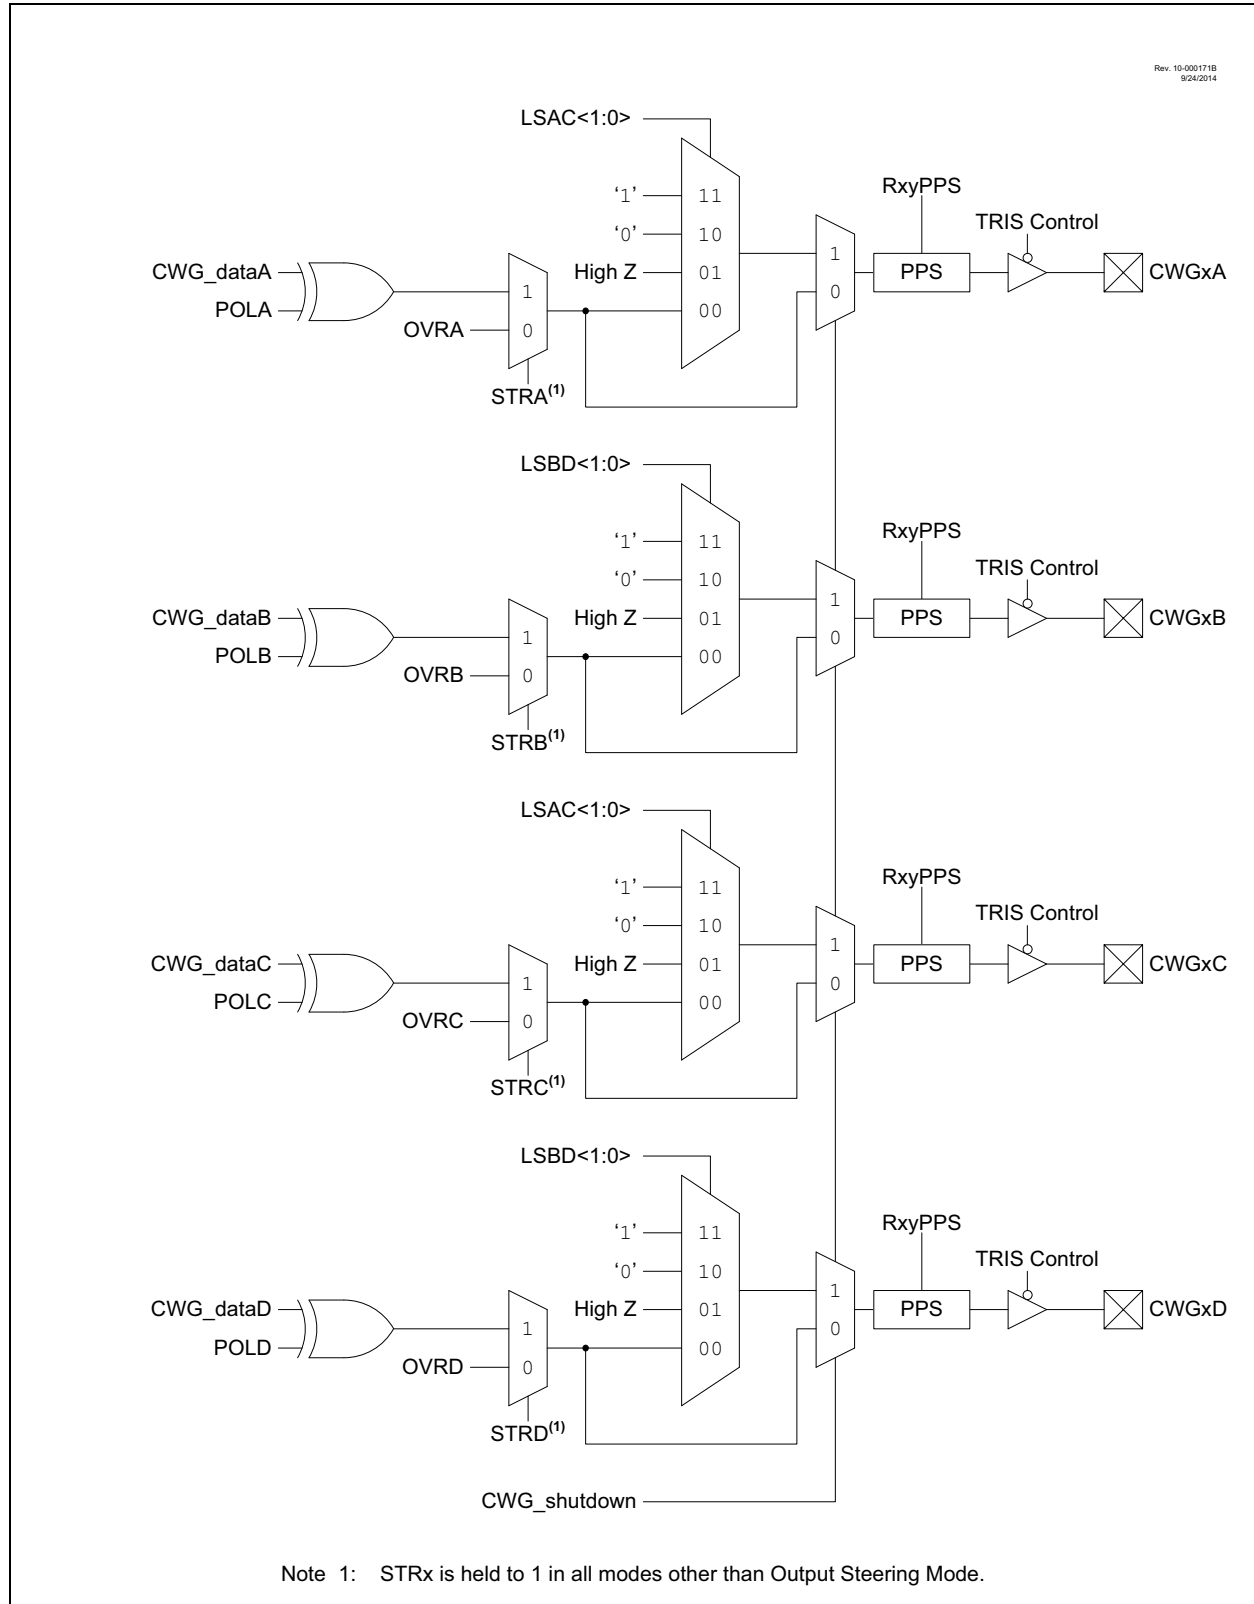 Rev. 10-000171B
9/24/2014
LSAC<1:0>
‘1’ 11
‘0’ 10
High Z 01
00
CWG_dataA
POLA
1
OVRA 0
STRA(1)
1
0
RxyPPS
PPS
TRIS Control
CWGxA
LSBD<1:0>
‘1’ 11
‘0’ 10
High Z 01
00
CWG_dataB
POLB
1
OVRB 0
STRB(1)
1
0
RxyPPS
PPS
TRIS Control
CWGxB
LSAC<1:0>
‘1’ 11
‘0’ 10
High Z 01
00
CWG_dataC
POLC
1
OVRC 0
STRC(1)
1
0
RxyPPS
PPS
TRIS Control
CWGxC
LSBD<1:0>
‘1’ 11
‘0’ 10
High Z 01
00
CWG_dataD
POLD
1
OVRD 0
STRD(1)
1
0
RxyPPS
PPS
TRIS Control
CWGxD
CWG_shutdown
Note 1: STRx is held to 1 in all modes other than Output Steering Mode.